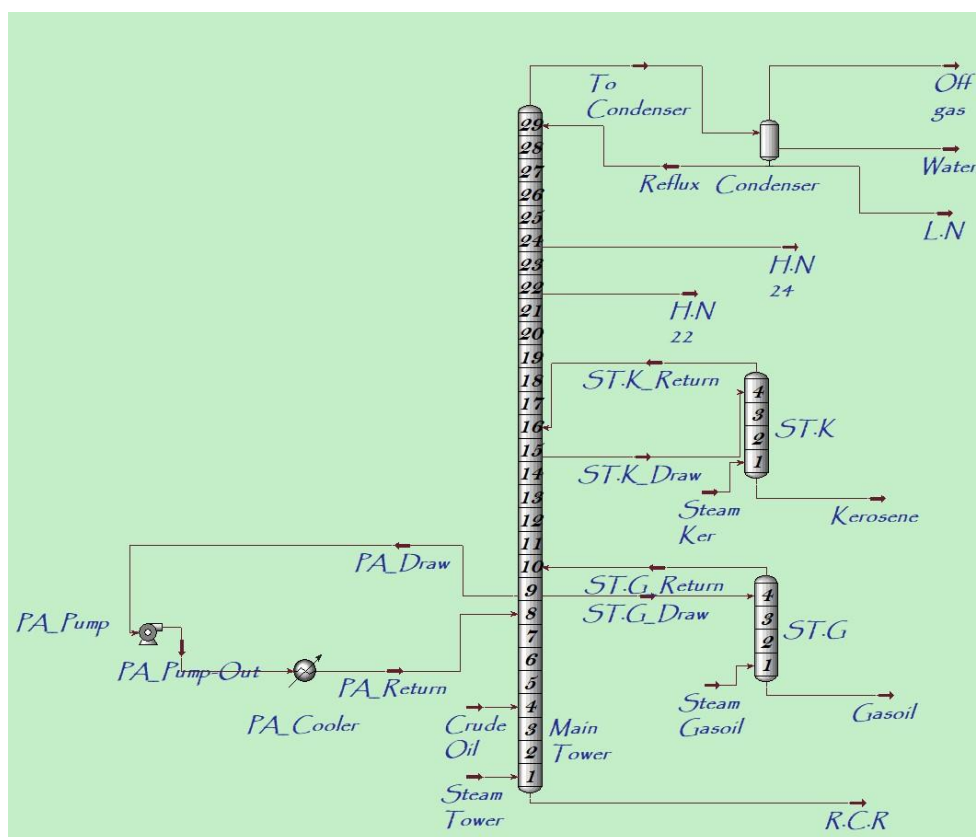 To
Condenser
Off
gas
Water
Reflux
Condenser
L.N
H.N
24
H.N
22
29
28
27
26
25
24
23
22
21
20
19
18
17
16
15
14
13
12
11
10
9
8
7
6
5
4
3
2
1
ST.K_Return
4
3
2
1
ST.K
ST.K_Draw
Steam
Ker
Kerosene
PA_Draw
ST.G_Return
ST.G_Draw
4
3
2
1
ST.G
PA_Pump
PA_Pump-Out
PA_Return
PA_Cooler
Steam
Gasoil
Gasoil
Crude
Oil
Main
Tower
Steam
Tower
R.C.R